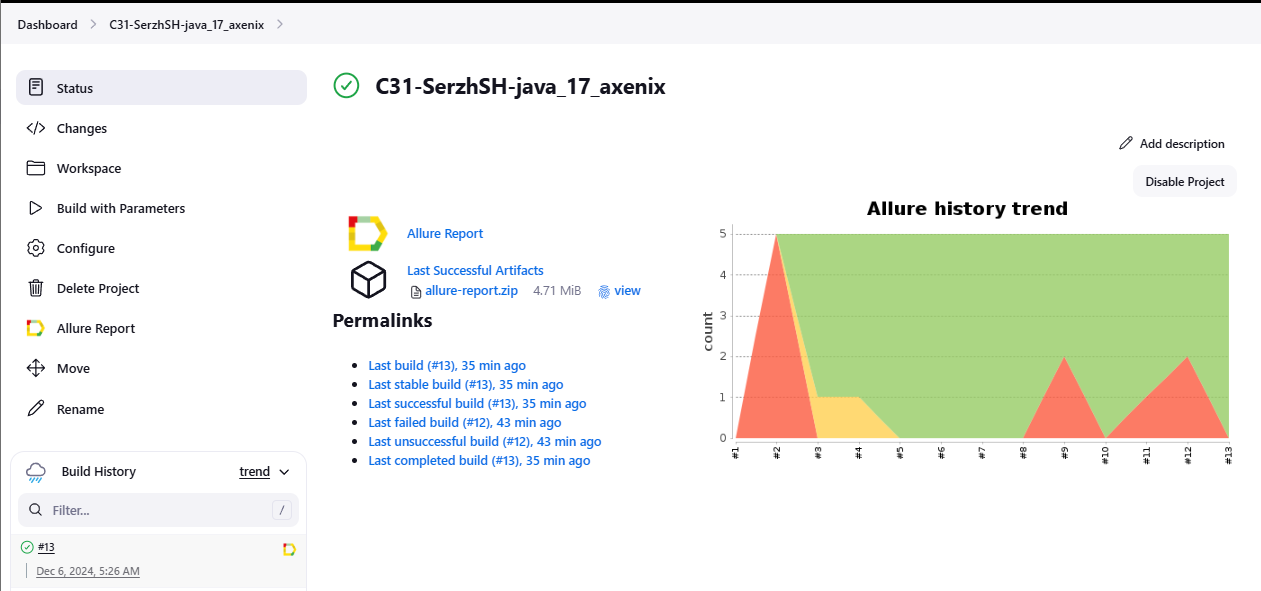 Dashboard > C31-SerzhSH-java_17_axenix >
Status
Changes
Workspace
Build with Parameters
Configure
Delete Project
Allure Report
Move
Rename
Build History
trend
Filter...
/
#13
Dec 6, 2024, 5:26 AM
C31-SerzhSH-java_17_axenix
Add description
Disable Project
Allure Report
Last Successful Artifacts
allure-report.zip 4.71 MiB view
Permalinks
Last build (#13), 35 min ago
Last stable build (#13), 35 min ago
Last successful build (#13), 35 min ago
Last failed build (#12), 43 min ago
Last unsuccessful build (#12), 43 min ago
Last completed build (#13), 35 min ago
Allure history trend
count
5
4
3
2
1
0
#1 #2 #3 #4 #5 #6 #7 #8 #9 #10 #11 #12 #13